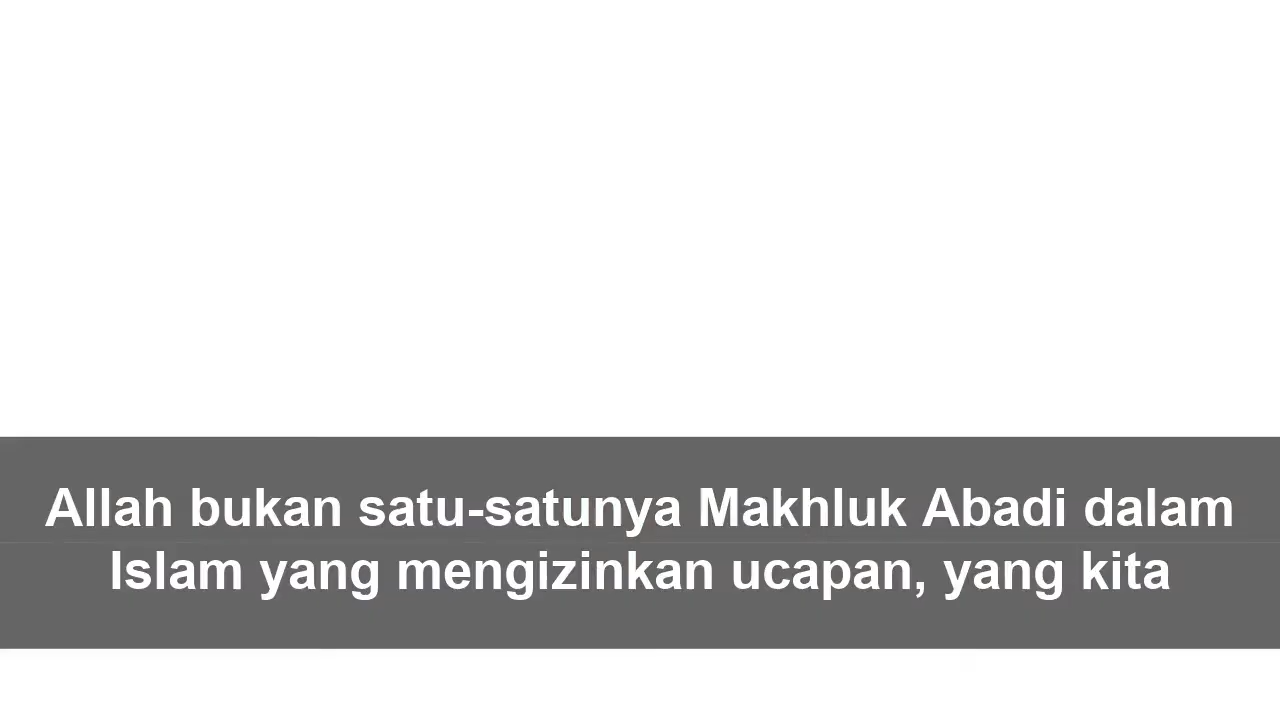 Allah bukan satu-satunya Makhluk Abadi dalam
Islam yang mengizinkan ucapan, yang kita